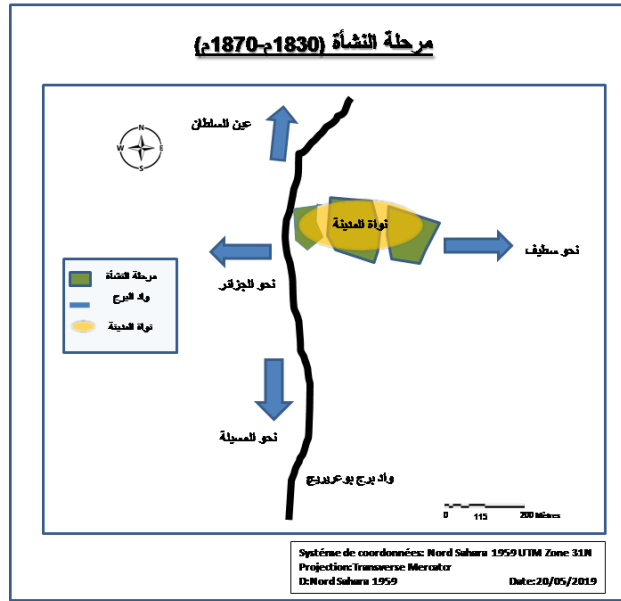 مرحلة النشأة (1830م-1870م)
عين السلطان
N
W E
S
نواة المدينة
نحو سطيف
نحو الجزائر
مرحلة النشأة
واد البرج
نواة المدينة
نحو المسيلة
واد برج بوعريريج
0 115 200 Mètres
Systéme de coordonnées: Nord Sahara 1959 UTM Zone 31N
Projection:Transverse Mercator
D:Nord Sahara 1959 Date:20/05/2019